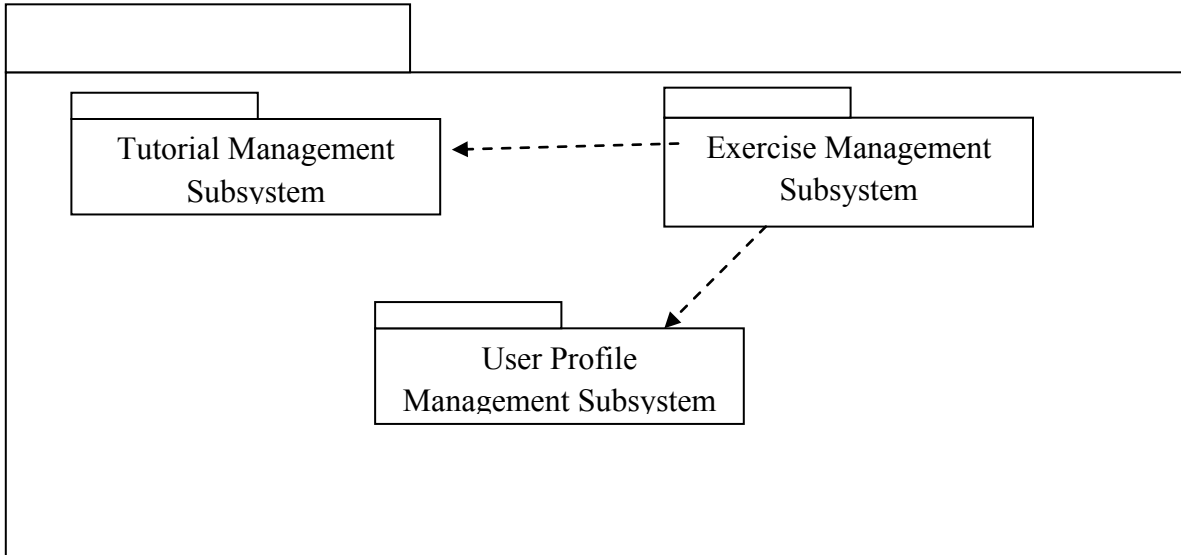 Tutorial Management
Subsystem
Exercise Management
Subsystem
User Profile
Management Subsystem